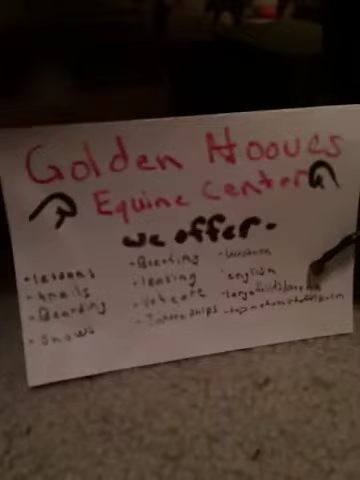 Golden Hooves
Equine Center
we offer-
- lessons
- trails
- Boarding
- Shows
- Breeding
- leasing
- Vet care
- Internships
- Western
- english